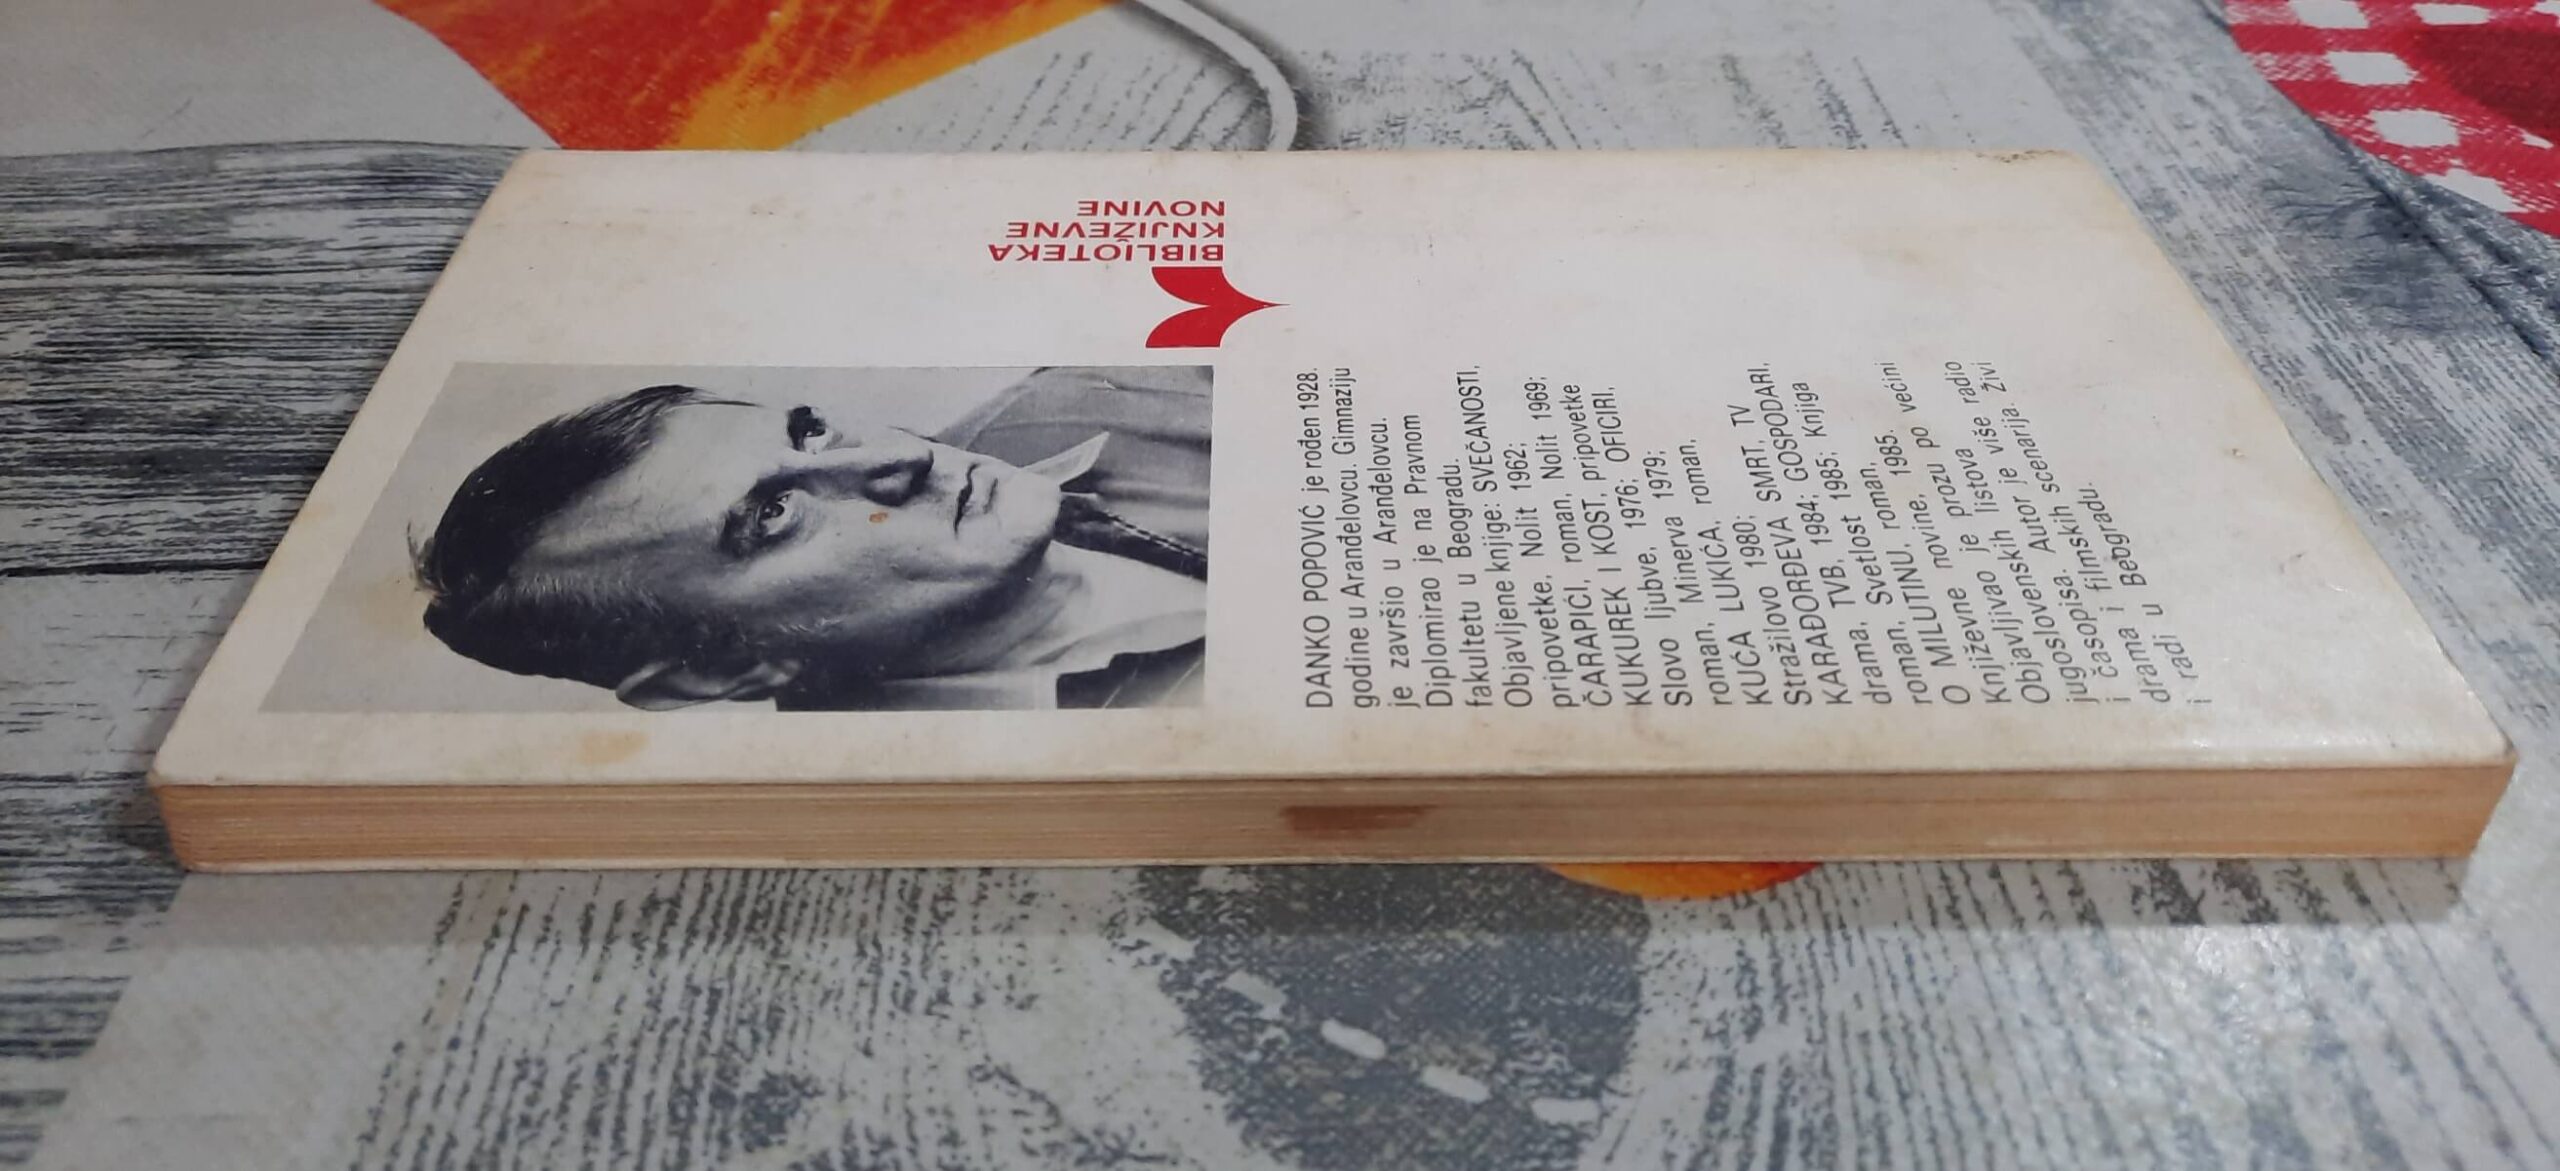 BIBLIOTEKA
KNJIŽEVNE
NOVINE
DANKO POPOVIĆ je rođen 1928.
godine u Aranđelovcu. Gimnaziju
je završio u Aranđelovcu.
Diplomirao je na Pravnom
fakultetu u Beogradu.
Objavljene knjige: SVEČANOSTI,
pripovetke, Nolit 1962;
ČARAPIĆI, roman, Nolit 1969;
KUKUREK I KOST, pripovetke
Slovo ljubve, 1976; OFICIRI,
roman, Minerva 1979;
KUĆA LUKIĆA, roman,
Stražilovo 1980; SMRT, TV
KARAĐORĐEVA
drama, TVB, 1984; GOSPODARI,
roman, Svetlost 1985; Knjiga
O MILUTINU, roman,
Književne novine, 1985.
Objavljivao je prozu po većini
jugoslovenskih listova
i časopisa. Autor je više radio
drama i filmskih scenarija. Živi
i radi u Beogradu.